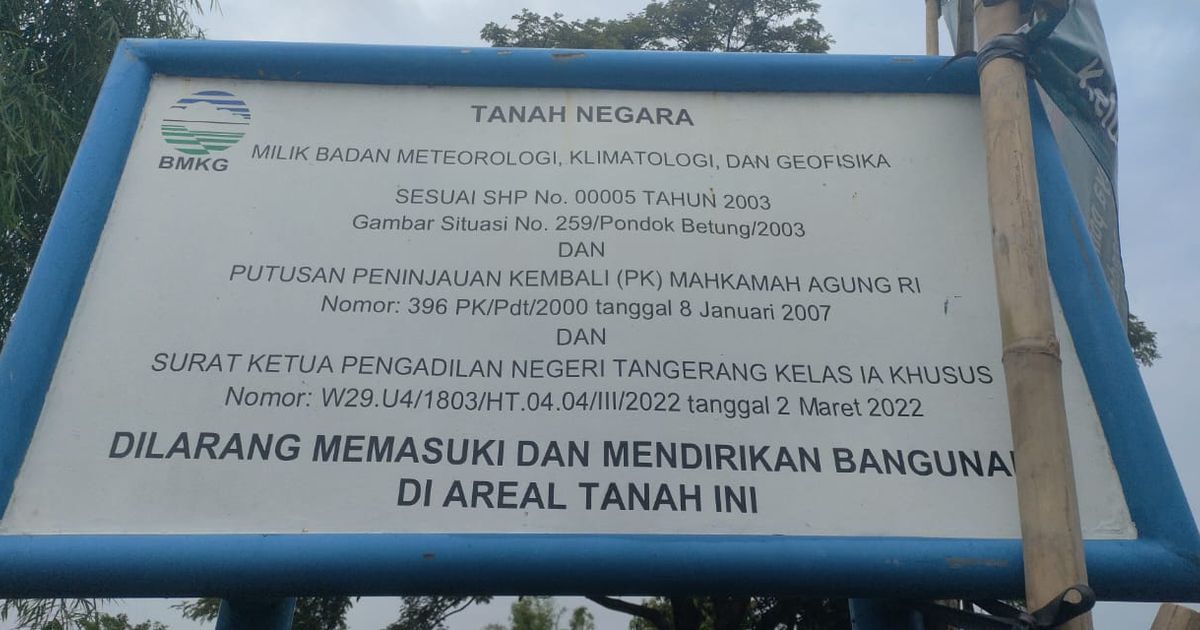 BMKG
TANAH NEGARA
MILIK BADAN METEOROLOGI, KLIMATOLOGI, DAN GEOFISIKA
SESUAI SHP No. 00005 TAHUN 2003
Gambar Situasi No. 259/Pondok Betung/2003
DAN
PUTUSAN PENINJAUAN KEMBALI (PK) MAHKAMAH AGUNG RI
Nomor: 396 PK/Pdt/2000 tanggal 8 Januari 2007
DAN
SURAT KETUA PENGADILAN NEGERI TANGERANG KELAS IA KHUSUS
Nomor: W29.U4/1803/HT.04.04/III/2022 tanggal 2 Maret 2022
DILARANG MEMASUKI DAN MENDIRIKAN BANGUNA
DI AREAL TANAH INI